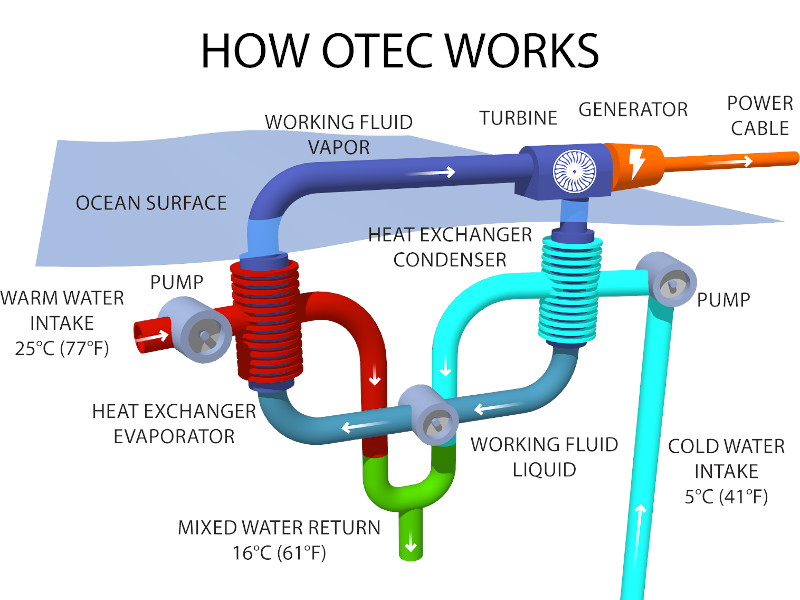 HOW OTEC WORKS
WORKING FLUID
VAPOR
TURBINE
GENERATOR
POWER
CABLE
OCEAN SURFACE
HEAT EXCHANGER
CONDENSER
PUMP
WARM WATER
INTAKE
25°C (77°F)
PUMP
HEAT EXCHANGER
EVAPORATOR
WORKING FLUID
LIQUID
COLD WATER
INTAKE
5°C (41°F)
MIXED WATER RETURN
16°C (61°F)